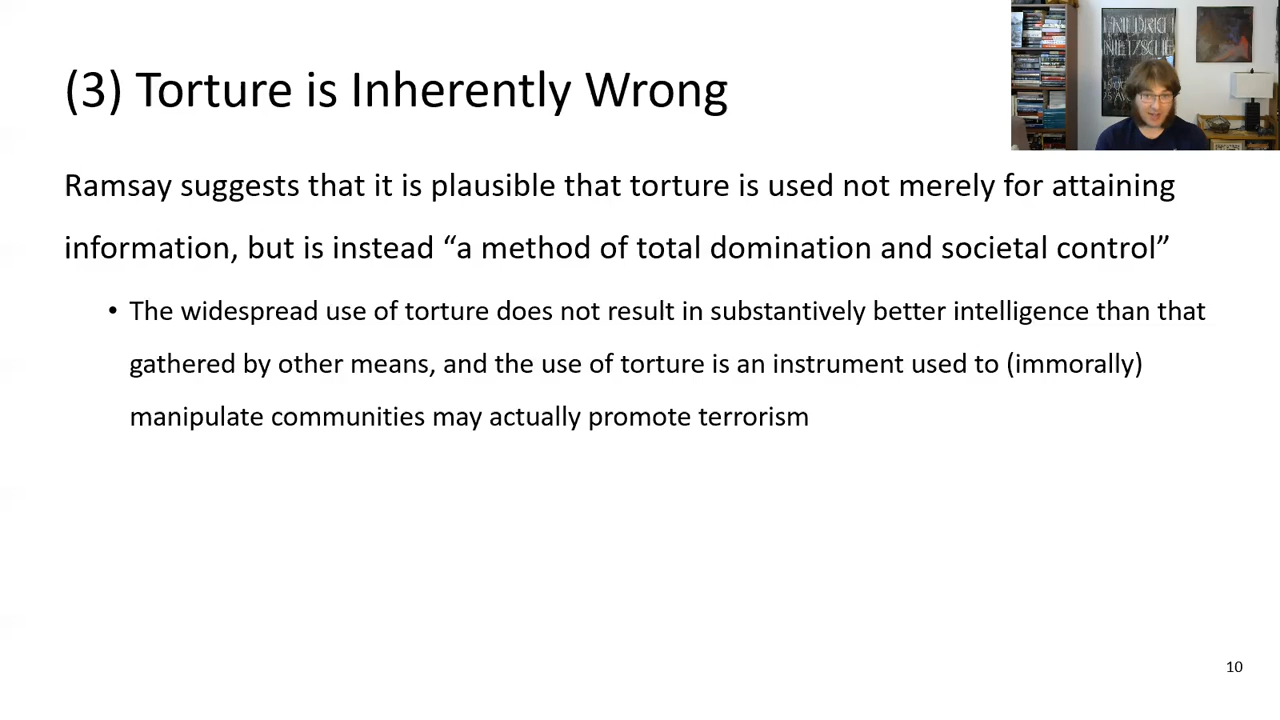 (3) Torture is Inherently Wrong
FRIEDRICH
NIETZSCHE
Ramsay suggests that it is plausible that torture is used not merely for attaining
information, but is instead “a method of total domination and societal control”
• The widespread use of torture does not result in substantively better intelligence than that
gathered by other means, and the use of torture is an instrument used to (immorally)
manipulate communities may actually promote terrorism
10